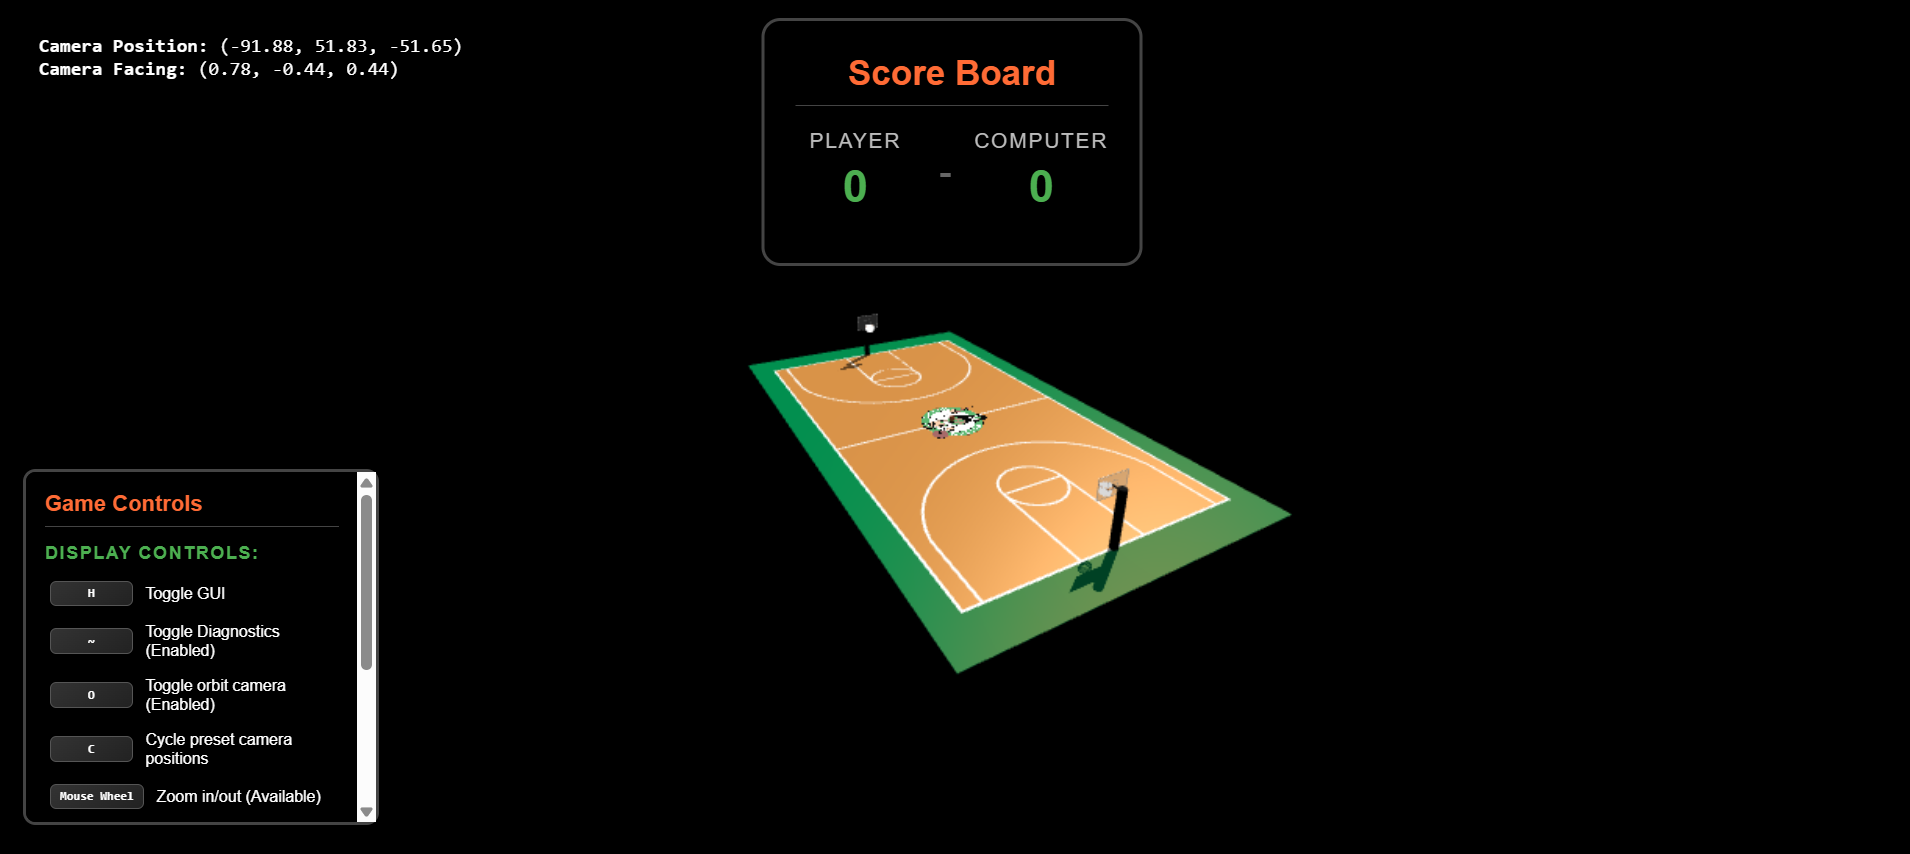 Camera Position: (-91.88, 51.83, -51.65)
Camera Facing: (0.78, -0.44, 0.44)
Score Board
PLAYER
0
-
COMPUTER
0
Game Controls
DISPLAY CONTROLS:
H Toggle GUI
~ Toggle Diagnostics
(Enabled)
O Toggle orbit camera
(Enabled)
C Cycle preset camera
positions
Mouse Wheel Zoom in/out (Available)